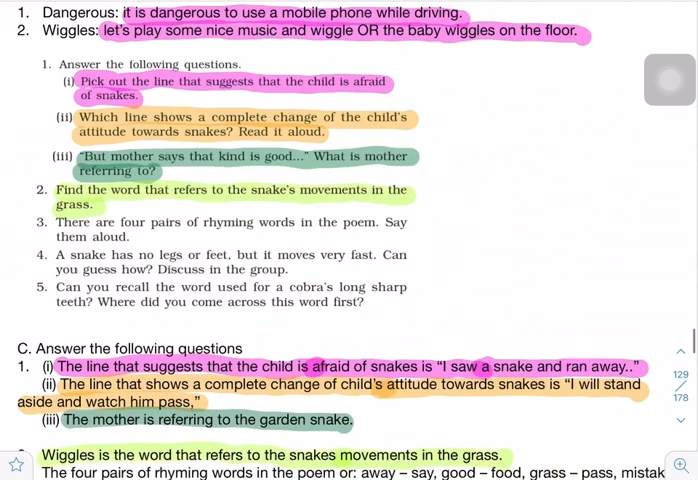 1. Dangerous: it is dangerous to use a mobile phone while driving.
2. Wiggles: let's play some nice music and wiggle OR the baby wiggles on the floor.
1. Answer the following questions.
(i) Pick out the line that suggests that the child is afraid
of snakes.
(ii) Which line shows a complete change of the child's
attitude towards snakes? Read it aloud.
(iii) "But mother says that kind is good..." What is mother
referring to?
2. Find the word that refers to the snake's movements in the
grass.
3. There are four pairs of rhyming words in the poem. Say
them aloud.
4. A snake has no legs or feet, but it moves very fast. Can
you guess how? Discuss in the group.
5. Can you recall the word used for a cobra's long sharp
teeth? Where did you come across this word first?
C. Answer the following questions
1. (i) The line that suggests that the child is afraid of snakes is "I saw a snake and ran away.."
(ii) The line that shows a complete change of child's attitude towards snakes is "I will stand
aside and watch him pass,"
(iii) The mother is referring to the garden snake.
129
178
Wiggles is the word that refers to the snakes movements in the grass.
The four pairs of rhyming words in the poem or: away – say, good – food, grass – pass, mistak